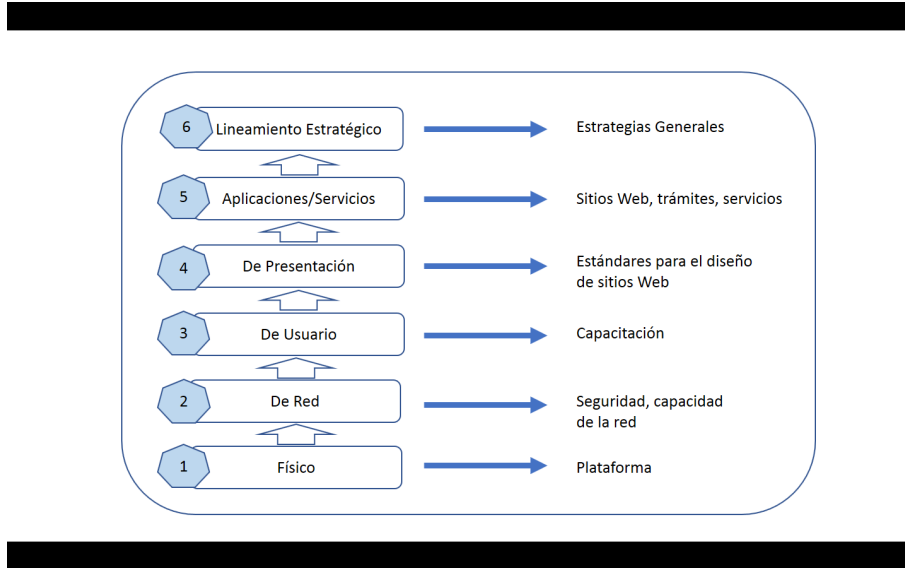 6
Lineamiento Estratégico
Estrategias Generales
5
Aplicaciones/Servicios
Sitios Web, trámites, servicios
4
De Presentación
Estándares para el diseño
de sitios Web
3
De Usuario
Capacitación
2
De Red
Seguridad, capacidad
de la red
1
Físico
Plataforma